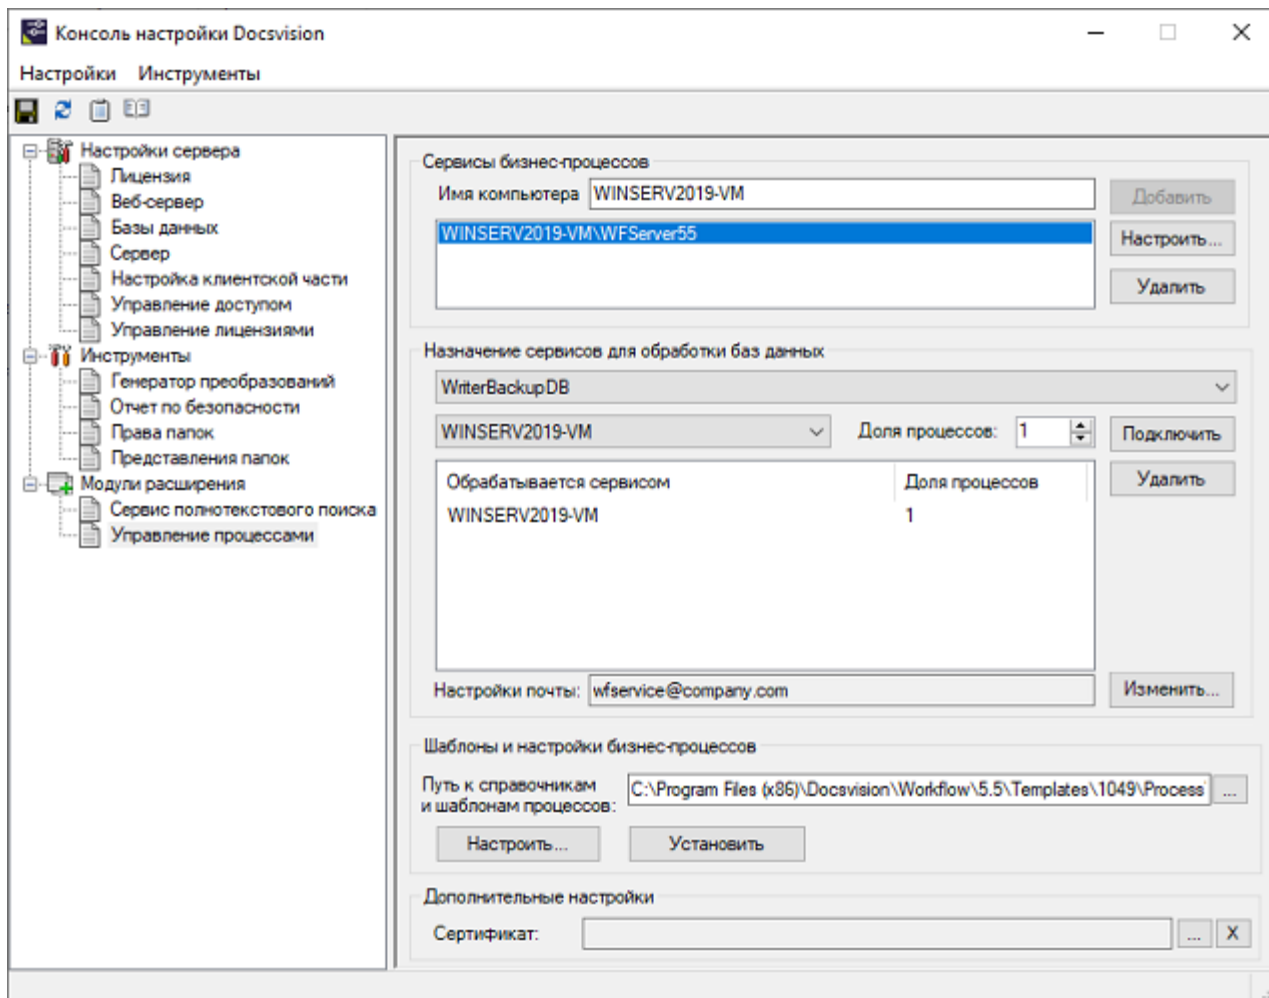 Консоль настройки Docsvision
Настройки Инструменты
Настройки сервера
Лицензия
Веб-сервер
Базы данных
Сервер
Настройка клиентской части
Управление доступом
Управление лицензиями
Инструменты
Генератор преобразований
Отчет по безопасности
Права папок
Представления папок
Модули расширения
Сервис полнотекстового поиска
Управление процессами
Сервисы бизнес-процессов
Имя компьютера WINSERV2019-VM Добавить
WINSERV2019-VM\WFServer55 Настроить...
Удалить
Назначение сервисов для обработки баз данных
WriterBackupDB
WINSERV2019-VM Доля процессов: 1 Подключить
Обрабатывается сервисом Доля процессов Удалить
WINSERV2019-VM 1
Настройки почты: wfservice@company.com Изменить...
Шаблоны и настройки бизнес-процессов
Путь к справочникам
и шаблонам процессов: C:\Program Files (x86)\Docsvision\Workflow\5.5\Templates\1049\Process ...
Настроить... Установить
Дополнительные настройки
Сертификат: ... X